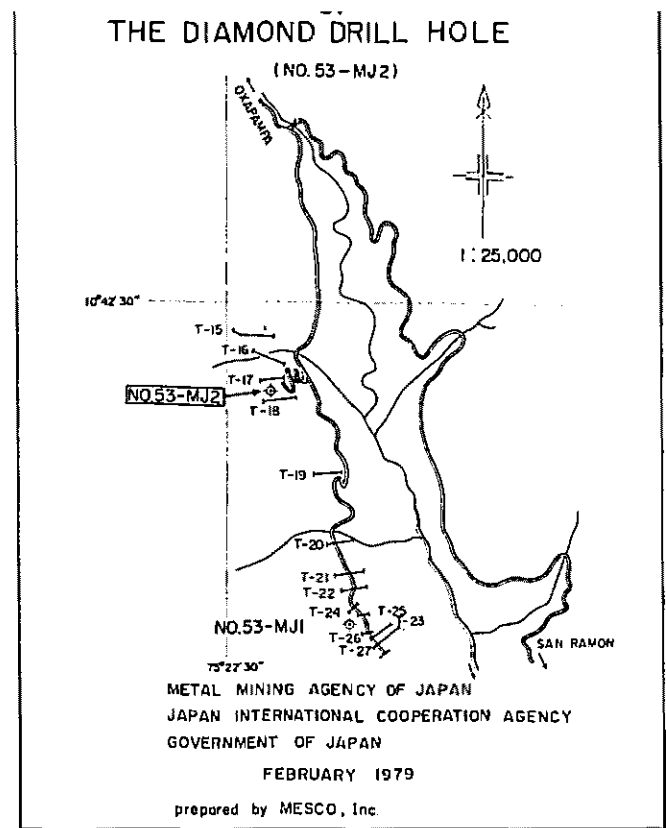 THE DIAMOND DRILL HOLE
(NO. 53-MJ2)
OXAPAMPA
1:25,000
10°42'30"
T-15
T-16
T-17
NO.53-MJ2
T-18
T-19
T-20
T-21
T-22
T-24
T-25
T-23
NO.53-MJ1
T-26
T-27
SAN RAMON
75°22'30"
METAL MINING AGENCY OF JAPAN
JAPAN INTERNATIONAL COOPERATION AGENCY
GOVERNMENT OF JAPAN
FEBRUARY 1979
prepared by MESCO, Inc.